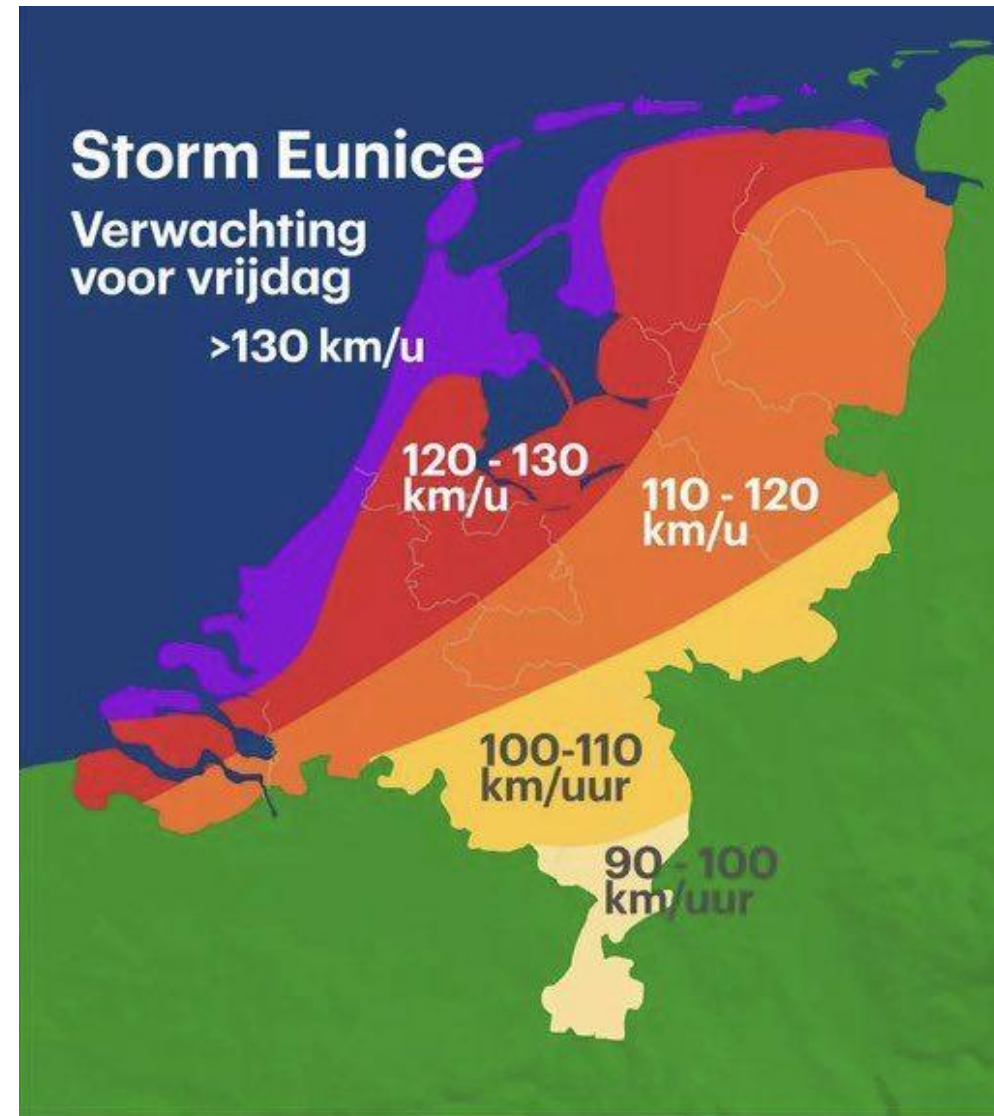 Storm Eunice
Verwachting
voor vrijdag
>130 km/u
120 - 130
km/u
110 - 120
km/u
100-110
km/uur
90 - 100
km/uur